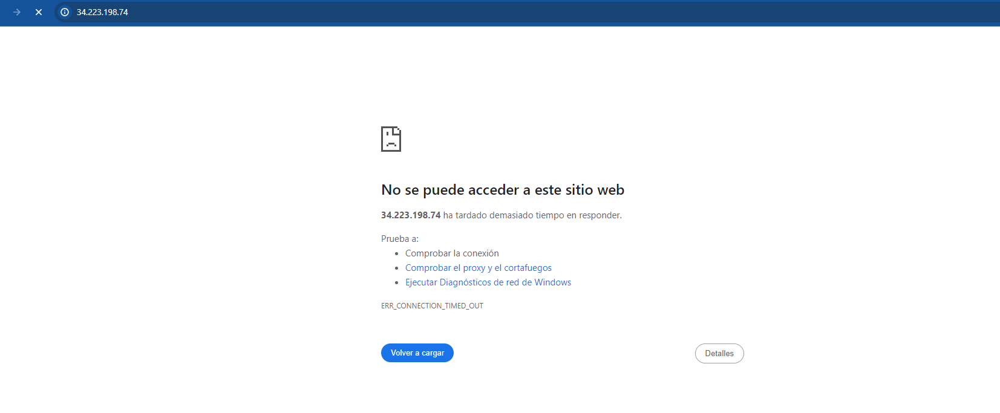 34.223.198.74
No se puede acceder a este sitio web
34.223.198.74 ha tardado demasiado tiempo en responder.
Prueba a:
Comprobar la conexión
Comprobar el proxy y el cortafuegos
Ejecutar Diagnósticos de red de Windows
ERR_CONNECTION_TIMED_OUT
Volver a cargar
Detalles